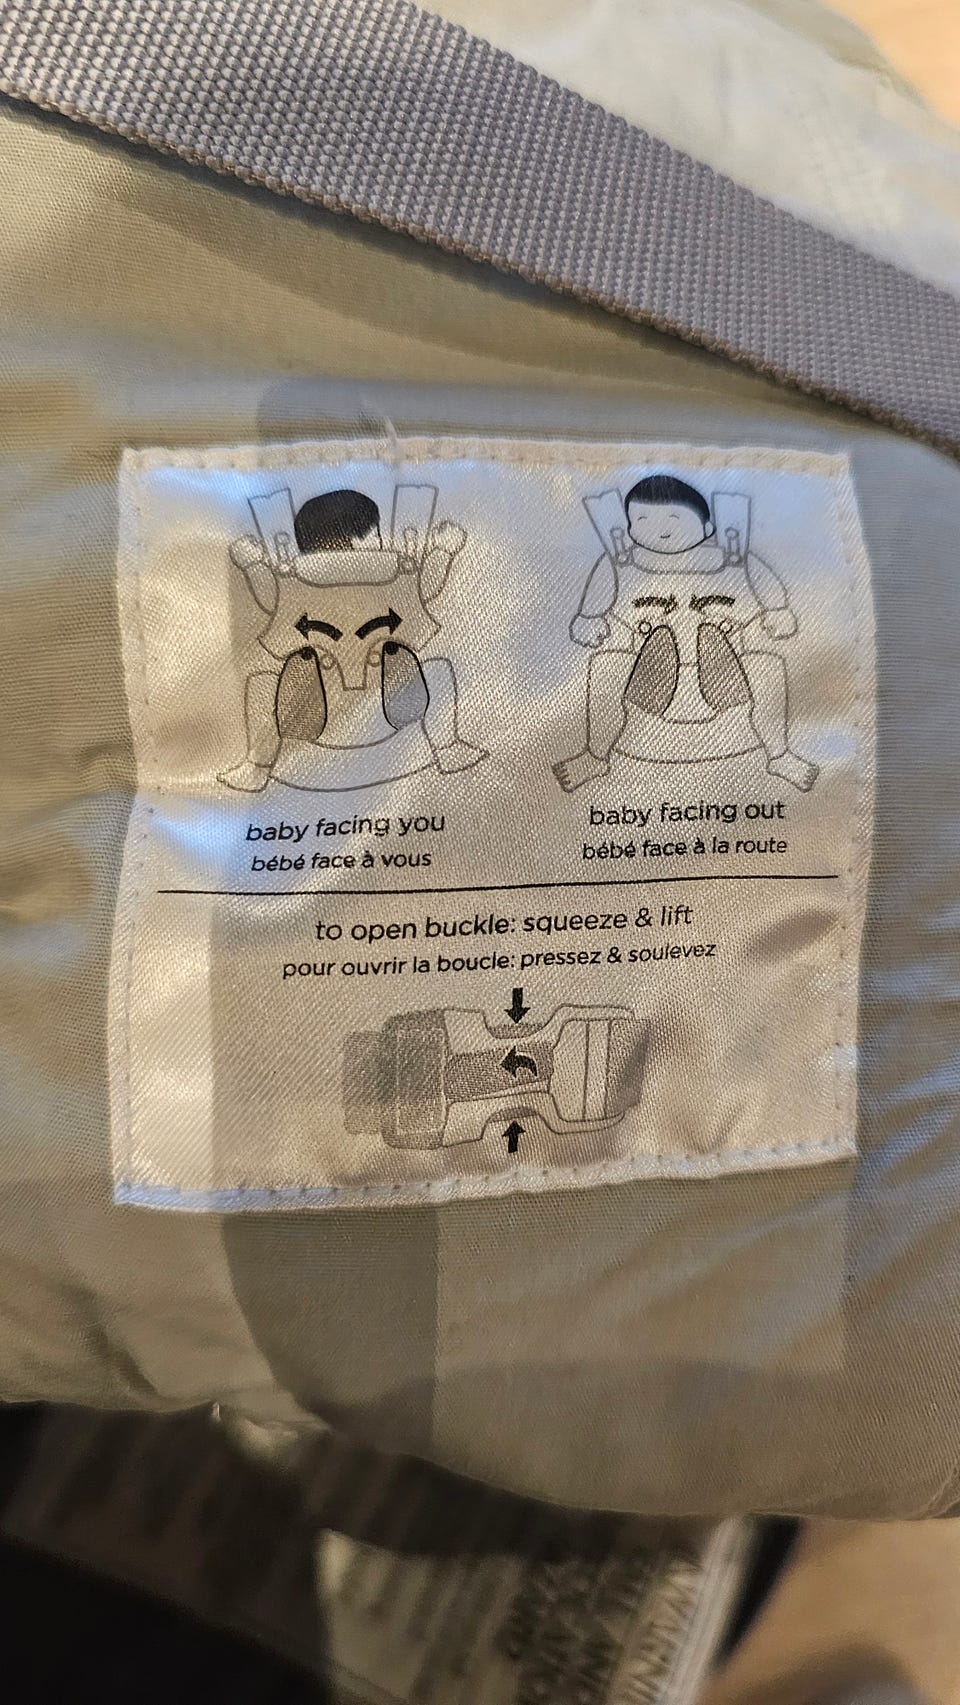 baby facing you
bébé face à vous
baby facing out
bébé face à la route
to open buckle: squeeze & lift
pour ouvrir la boucle: pressez & soulevez